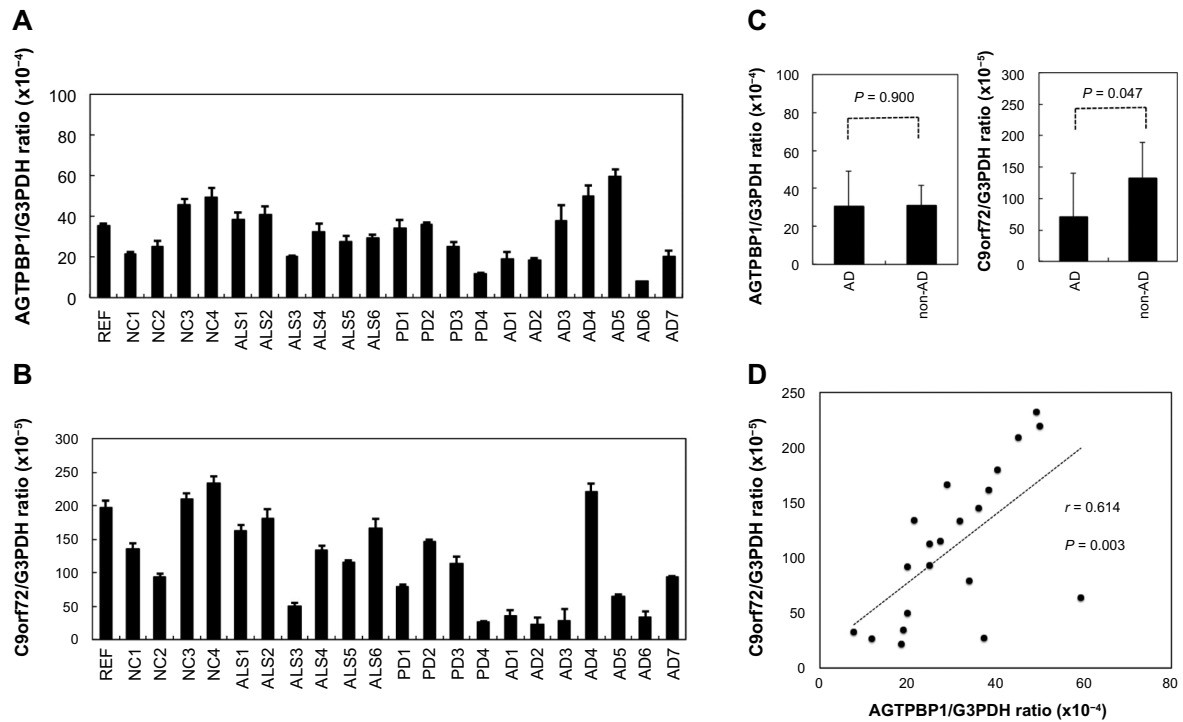 A
AGTPBP1/G3PDH ratio (x10⁻⁴)
100
80
60
40
20
0
REF NC1 NC2 NC3 NC4 ALS1 ALS2 ALS3 ALS4 ALS5 ALS6 PD1 PD2 PD3 PD4 AD1 AD2 AD3 AD4 AD5 AD6 AD7
B
C9orf72/G3PDH ratio (x10⁻⁵)
300
250
200
150
100
50
0
REF NC1 NC2 NC3 NC4 ALS1 ALS2 ALS3 ALS4 ALS5 ALS6 PD1 PD2 PD3 PD4 AD1 AD2 AD3 AD4 AD5 AD6 AD7
C
AGTPBP1/G3PDH ratio (x10⁻⁴)
100
80
60
40
20
0
P = 0.900
AD non-AD
C9orf72/G3PDH ratio (x10⁻⁵)
300
250
200
150
100
50
0
P = 0.047
AD non-AD
D
C9orf72/G3PDH ratio (x10⁻⁵)
250
200
150
100
50
0
r = 0.614
P = 0.003
0 20 40 60 80
AGTPBP1/G3PDH ratio (x10⁻⁴)